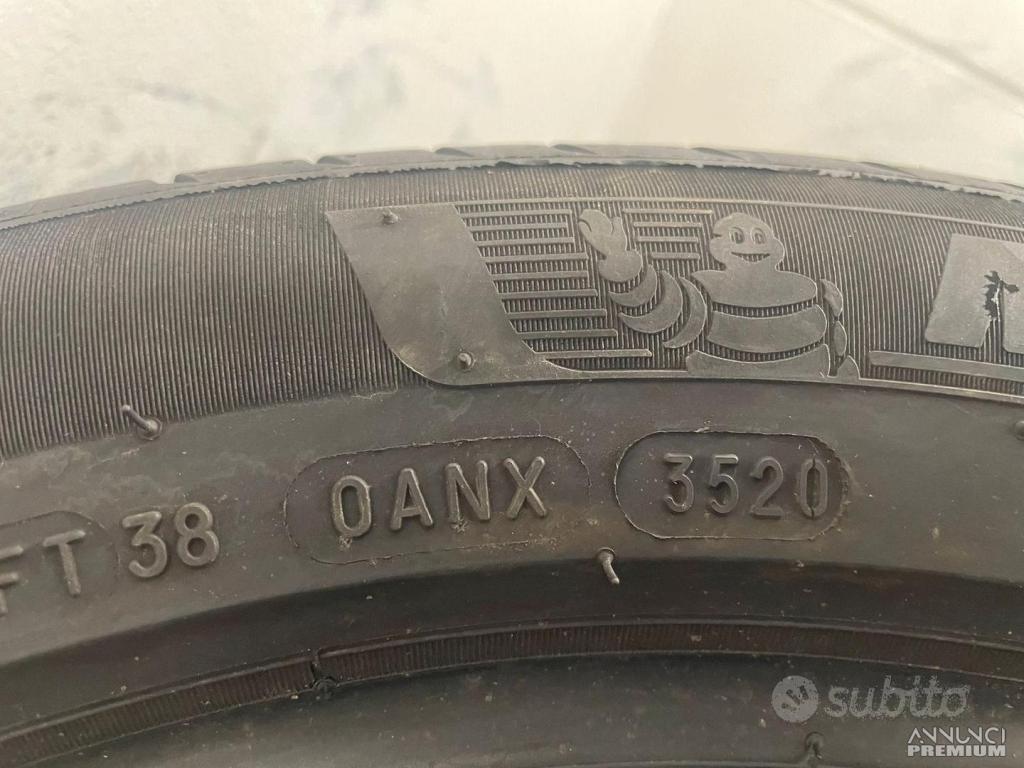 FT 38 0ANX 3520
subito
ANNUNCI
PREMIUM